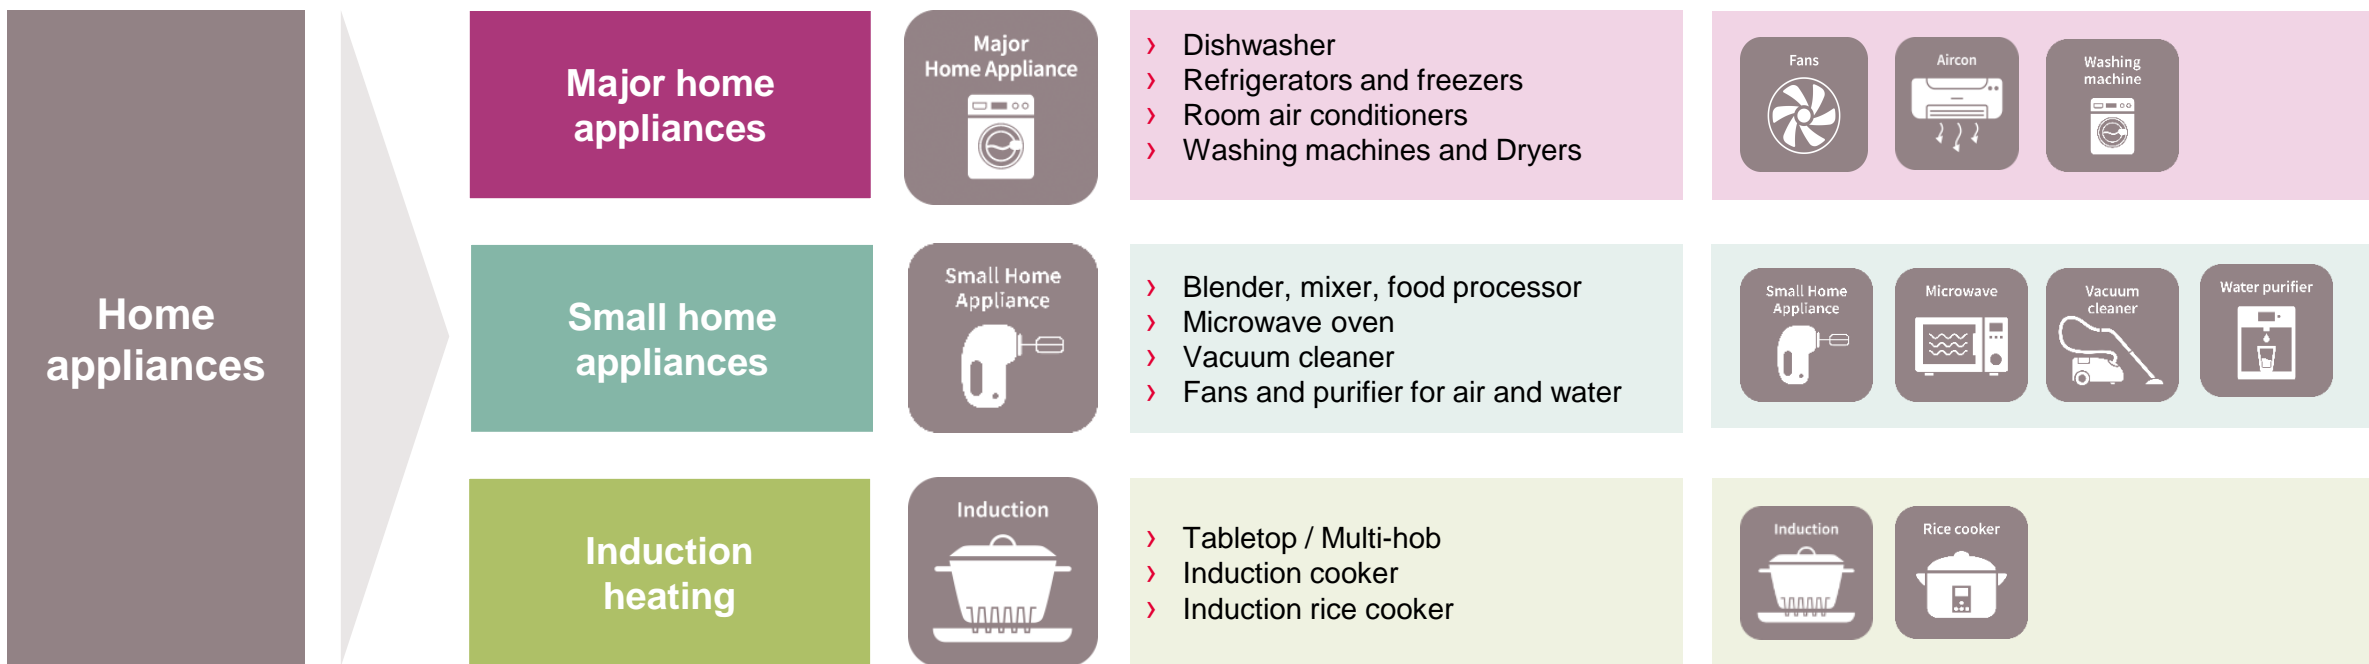 Home
appliances
Major home
appliances
Major
Home Appliance
› Dishwasher
› Refrigerators and freezers
› Room air conditioners
› Washing machines and Dryers
Fans
Aircon
Washing
machine
Small home
appliances
Small Home
Appliance
› Blender, mixer, food processor
› Microwave oven
› Vacuum cleaner
› Fans and purifier for air and water
Small Home
Appliance
Microwave
Vacuum
cleaner
Water purifier
Induction
heating
Induction
› Tabletop / Multi-hob
› Induction cooker
› Induction rice cooker
Induction
Rice cooker